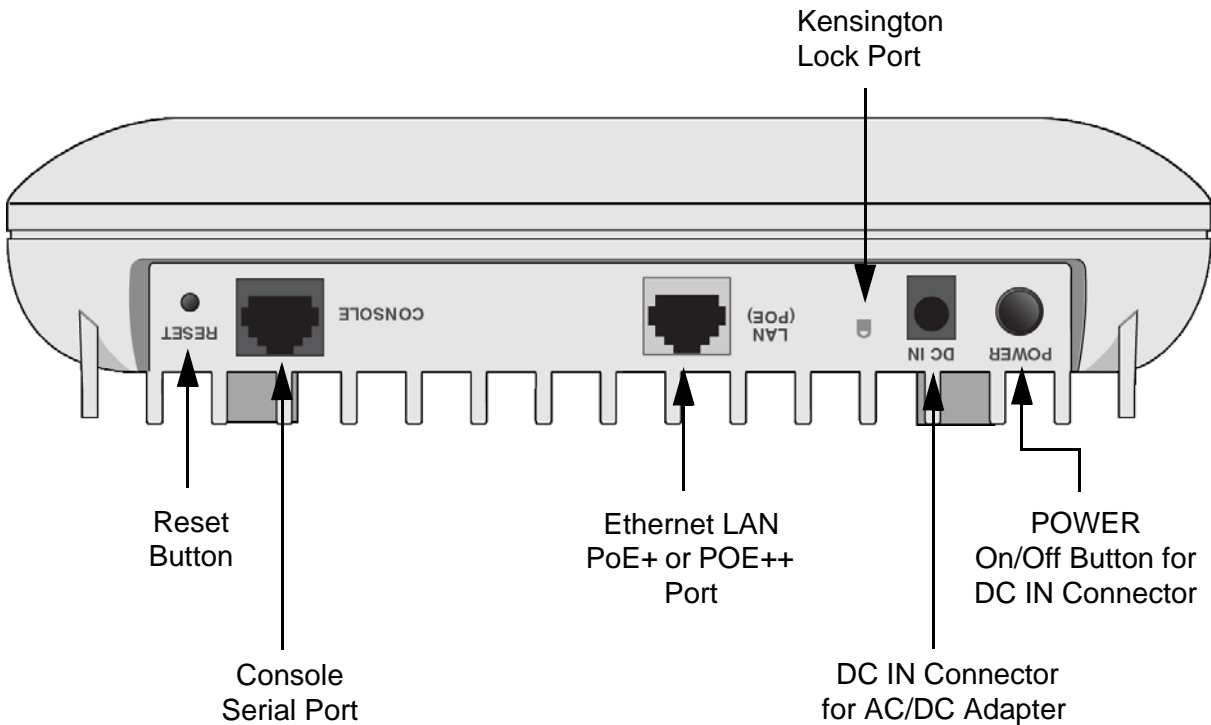 Kensington
Lock Port
RESET
CONSOLE
LAN
(POE)
DC IN
POWER
Reset
Button
Ethernet LAN
PoE+ or POE++
Port
POWER
On/Off Button for
DC IN Connector
Console
Serial Port
DC IN Connector
for AC/DC Adapter